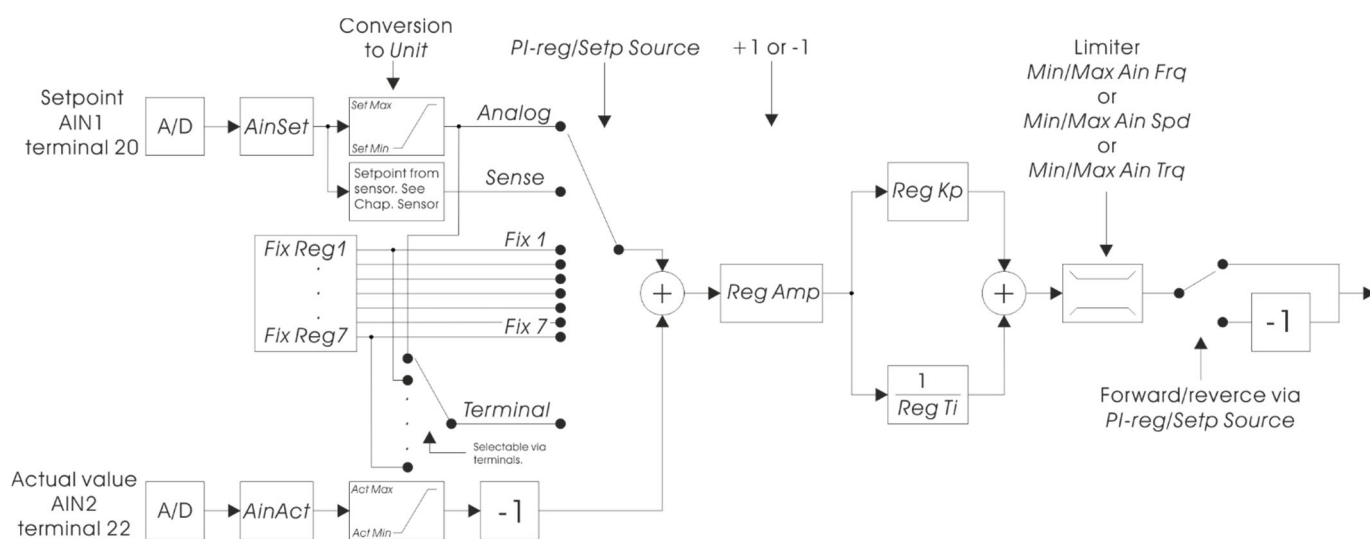 Conversion
to Unit
PI-reg/Setp Source
+1 or -1
Limiter
Min/Max Ain Frq
or
Min/Max Ain Spd
or
Min/Max Ain Trq
Setpoint
AIN1
terminal 20
A/D
AinSet
Set Max
Set Min
Analog
Setpoint from
sensor. See
Chap. Sensor
Sense
Fix Reg1
.
.
.
Fix Reg7
Fix 1
Fix 7
+
Reg Amp
Reg Kp
1
Reg Ti
+
-1
Forward/reverce via
PI-reg/Setp Source
Terminal
Selectable via
terminals.
Actual value
AIN2
terminal 22
A/D
AinAct
Act Max
Act Min
-1